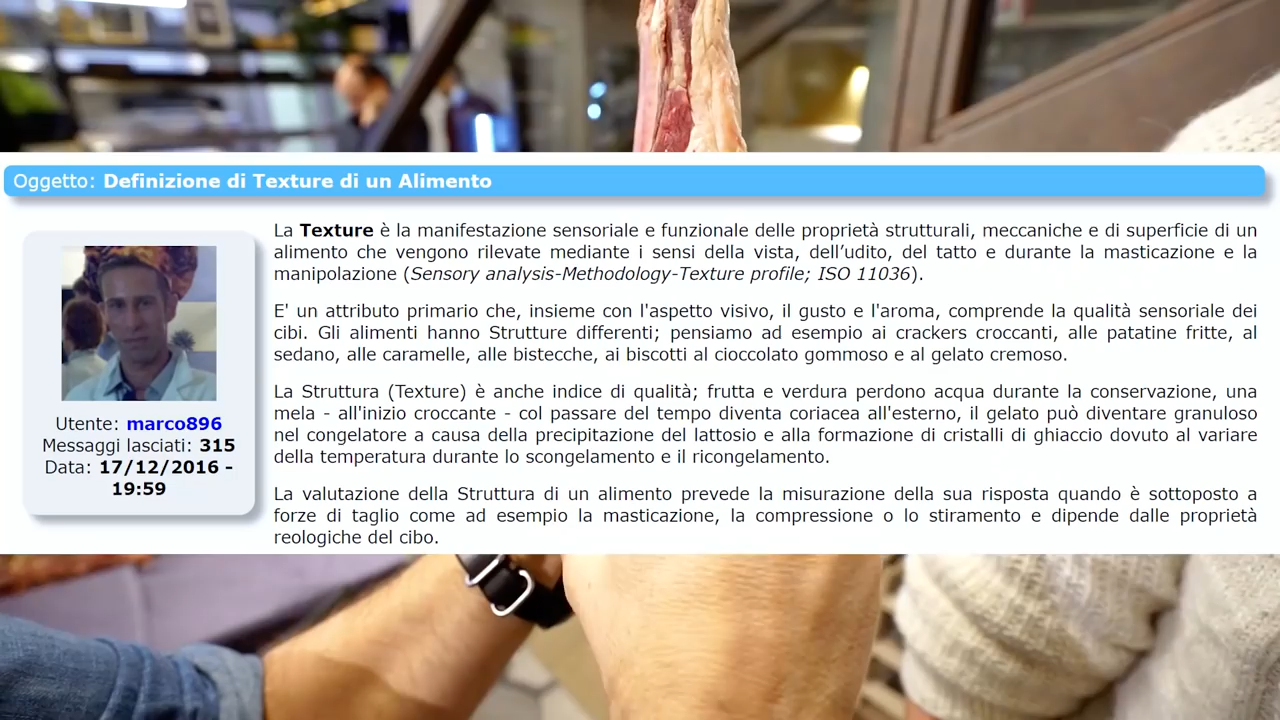 Oggetto: Definizione di Texture di un Alimento
La Texture è la manifestazione sensoriale e funzionale delle proprietà strutturali, meccaniche e di superficie di un
alimento che vengono rilevate mediante i sensi della vista, dell’udito, del tatto e durante la masticazione e la
manipolazione (Sensory analysis-Methodology-Texture profile; ISO 11036).
E' un attributo primario che, insieme con l'aspetto visivo, il gusto e l'aroma, comprende la qualità sensoriale dei
cibi. Gli alimenti hanno Strutture differenti; pensiamo ad esempio ai crackers croccanti, alle patatine fritte, al
sedano, alle caramelle, alle bistecche, ai biscotti al cioccolato gommoso e al gelato cremoso.
La Struttura (Texture) è anche indice di qualità; frutta e verdura perdono acqua durante la conservazione, una
mela - all'inizio croccante - col passare del tempo diventa coriacea all'esterno, il gelato può diventare granuloso
nel congelatore a causa della precipitazione del lattosio e alla formazione di cristalli di ghiaccio dovuto al variare
della temperatura durante lo scongelamento e il ricongelamento.
La valutazione della Struttura di un alimento prevede la misurazione della sua risposta quando è sottoposto a
forze di taglio come ad esempio la masticazione, la compressione o lo stiramento e dipende dalle proprietà
reologiche del cibo.
Utente: marco896
Messaggi lasciati: 315
Data: 17/12/2016 -
19:59